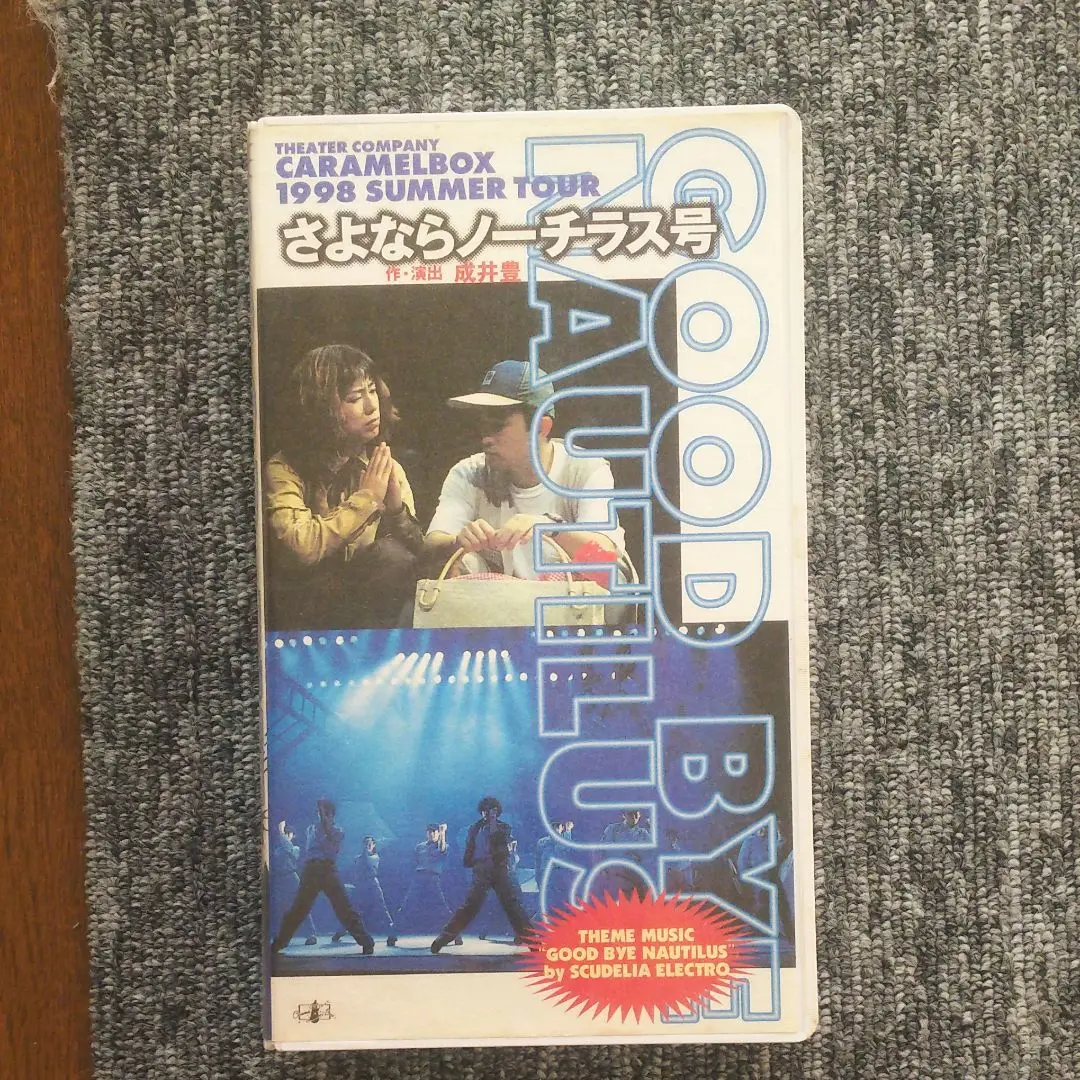 THEATER COMPANY
CARAMELBOX
1998 SUMMER TOUR
さよならノーチラス号
作・演出 成井豊
GOOD BYE
NAUTILUS
THEME MUSIC
"GOOD BYE NAUTILUS"
by SCUDELIA ELECTRO